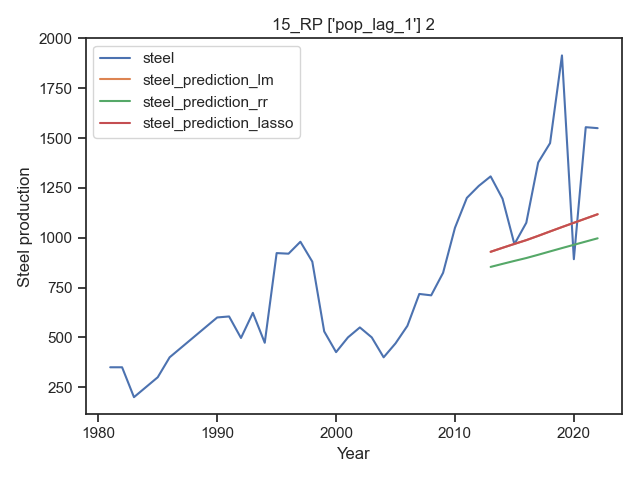 15_RP ['pop_lag_1'] 2
steel
steel_prediction_lm
steel_prediction_rr
steel_prediction_lasso
Steel production
2000
1750
1500
1250
1000
750
500
250
1980
1990
2000
2010
2020
Year